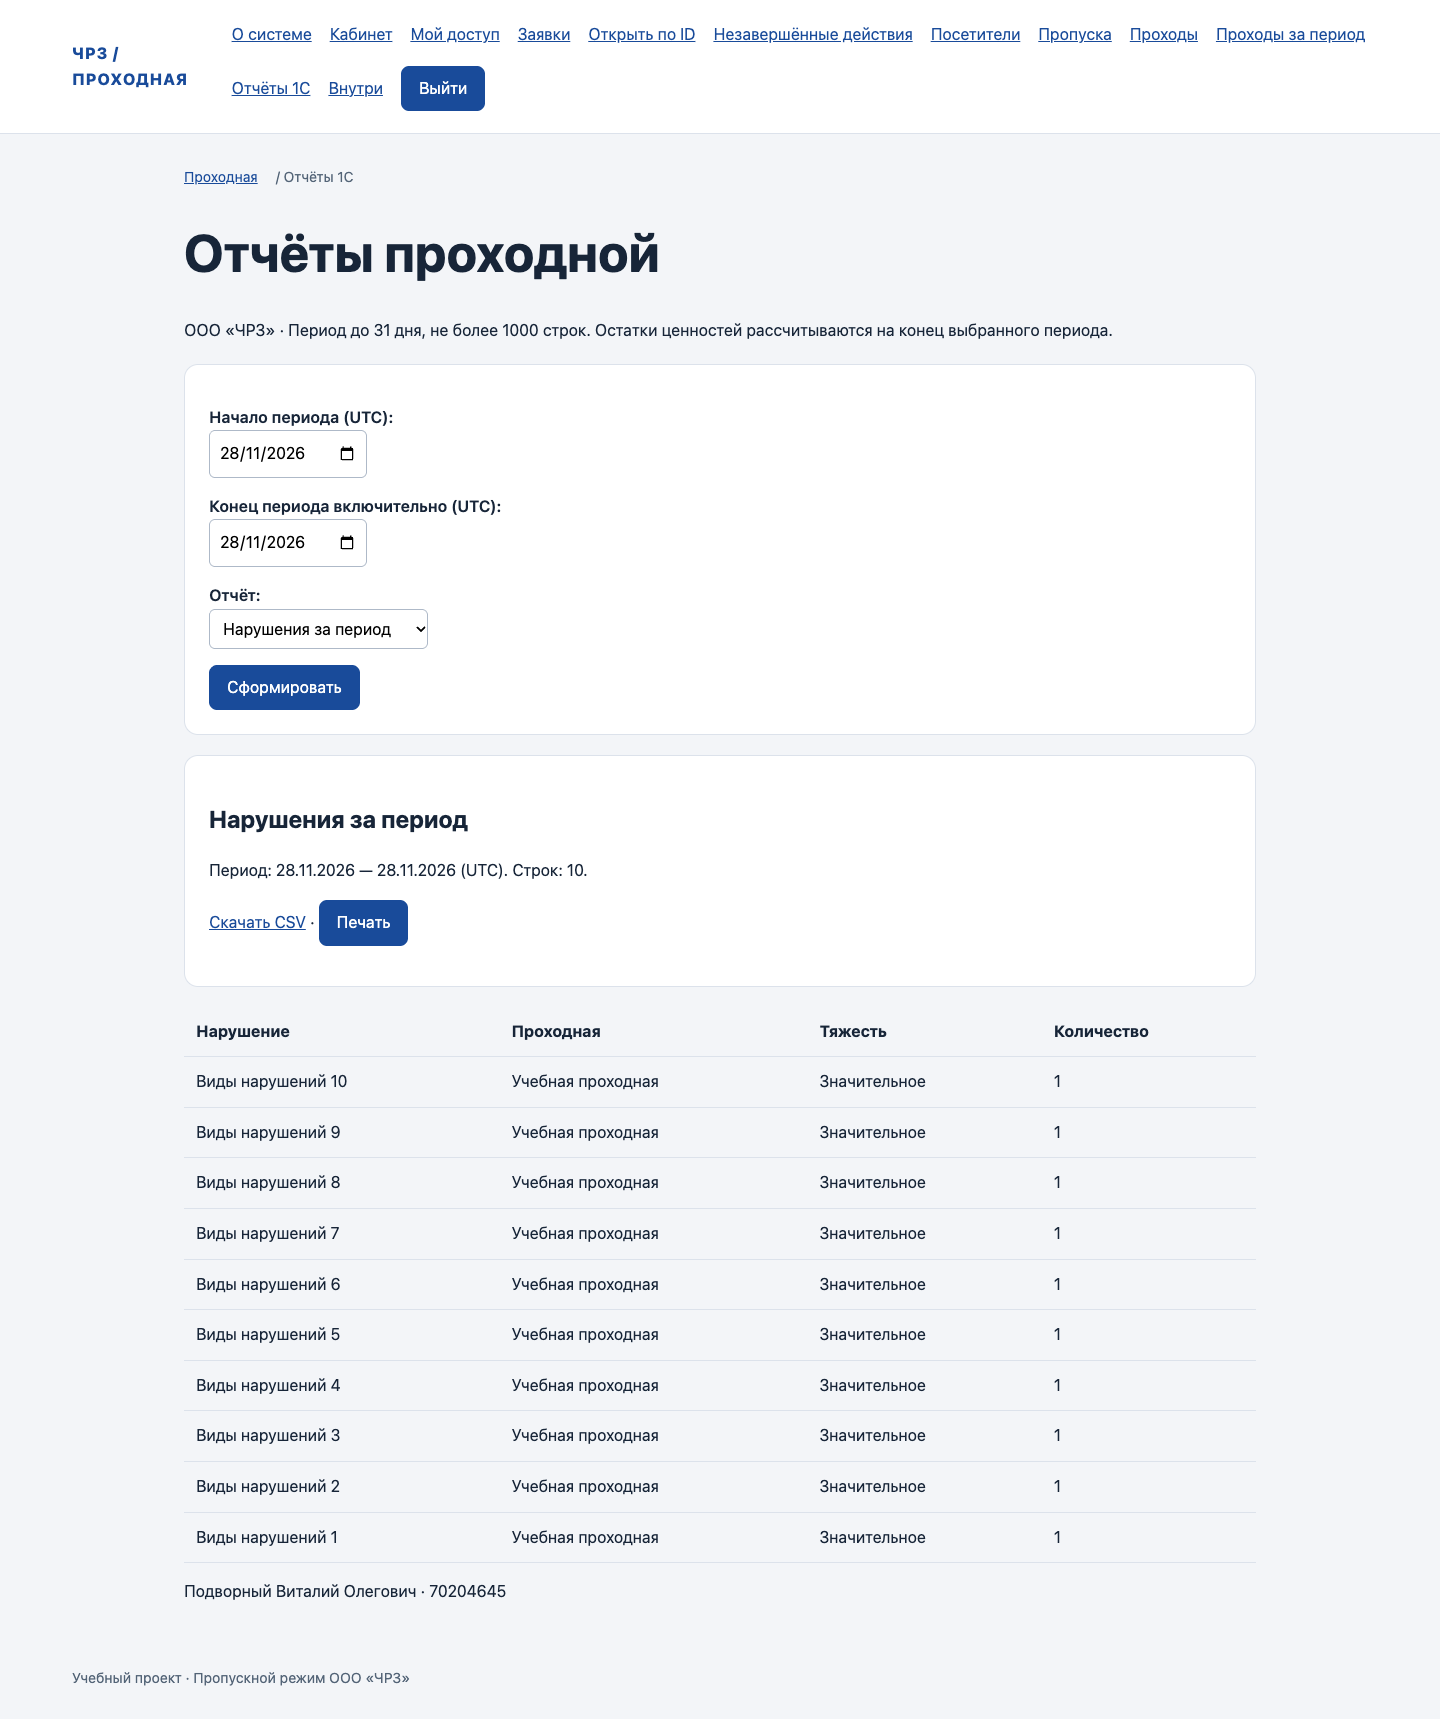 ЧРЗ /
ПРОХОДНАЯ
О системе Кабинет Мой доступ Заявки Открыть по ID Незавершённые действия Посетители Пропуска Проходы Проходы за период
Отчёты 1С Внутри Выйти
Проходная / Отчёты 1С
Отчёты проходной
ООО «ЧРЗ» · Период до 31 дня, не более 1000 строк. Остатки ценностей рассчитываются на конец выбранного периода.
Начало периода (UTC):
28/11/2026
Конец периода включительно (UTC):
28/11/2026
Отчёт:
Нарушения за период
Сформировать
Нарушения за период
Период: 28.11.2026 — 28.11.2026 (UTC). Строк: 10.
Скачать CSV · Печать
Нарушение Проходная Тяжесть Количество
Виды нарушений 10 Учебная проходная Значительное 1
Виды нарушений 9 Учебная проходная Значительное 1
Виды нарушений 8 Учебная проходная Значительное 1
Виды нарушений 7 Учебная проходная Значительное 1
Виды нарушений 6 Учебная проходная Значительное 1
Виды нарушений 5 Учебная проходная Значительное 1
Виды нарушений 4 Учебная проходная Значительное 1
Виды нарушений 3 Учебная проходная Значительное 1
Виды нарушений 2 Учебная проходная Значительное 1
Виды нарушений 1 Учебная проходная Значительное 1
Подворный Виталий Олегович · 70204645
Учебный проект · Пропускной режим ООО «ЧРЗ»